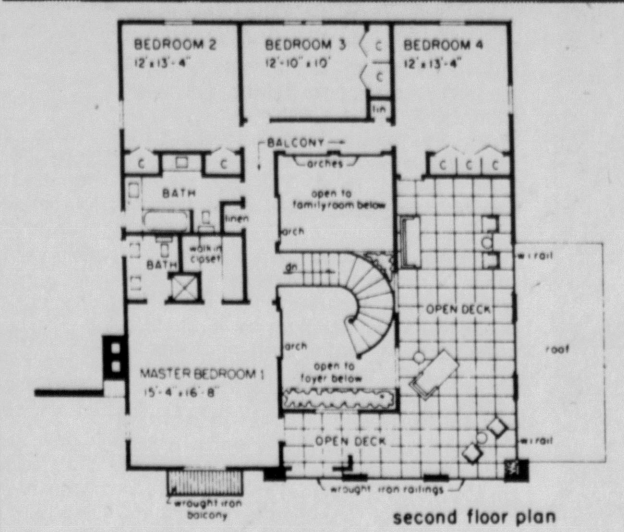 BEDROOM 2
12' x 13'-4"
BEDROOM 3
12'-10" x 10'
C
C
BEDROOM 4
12' x 13'-4"
lin
BALCONY
arches
C
C
C
C
C
BATH
open to
family room below
linen
arch
walk in
closet
BATH
dn
w i rail
OPEN DECK
roof
arch
open to
foyer below
MASTER BEDROOM 1
15'-4" x 16'-8"
OPEN DECK
w i rail
wrought iron railings
wrought iron
balcony
second floor plan